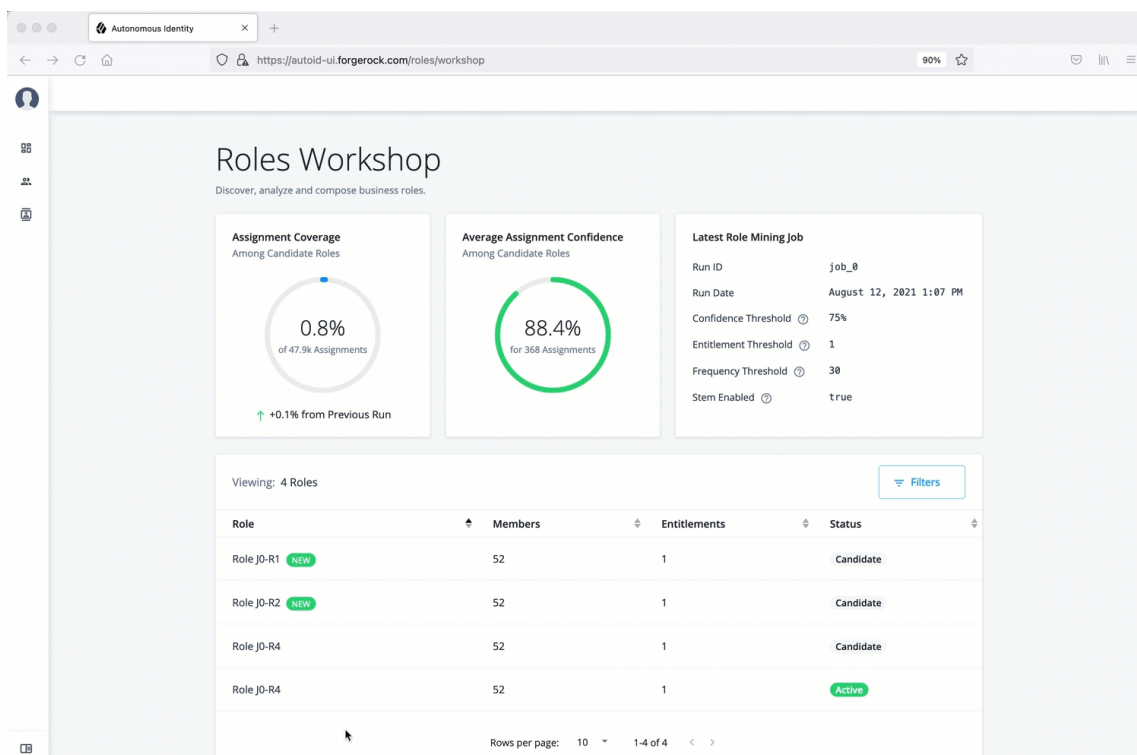 Autonomous Identity
https://autoid-ui.forgerock.com/roles/workshop
90%
Roles Workshop
Discover, analyze and compose business roles.
Assignment Coverage
Among Candidate Roles
0.8%
of 47.9k Assignments
+0.1% from Previous Run
Average Assignment Confidence
Among Candidate Roles
88.4%
for 368 Assignments
Latest Role Mining Job
Run ID job_0
Run Date August 12, 2021 1:07 PM
Confidence Threshold 75%
Entitlement Threshold 1
Frequency Threshold 30
Stem Enabled true
Viewing: 4 Roles
Filters
Role Members Entitlements Status
Role J0-R1 NEW 52 1 Candidate
Role J0-R2 NEW 52 1 Candidate
Role J0-R4 52 1 Candidate
Role J0-R4 52 1 Active
Rows per page: 10 1-4 of 4